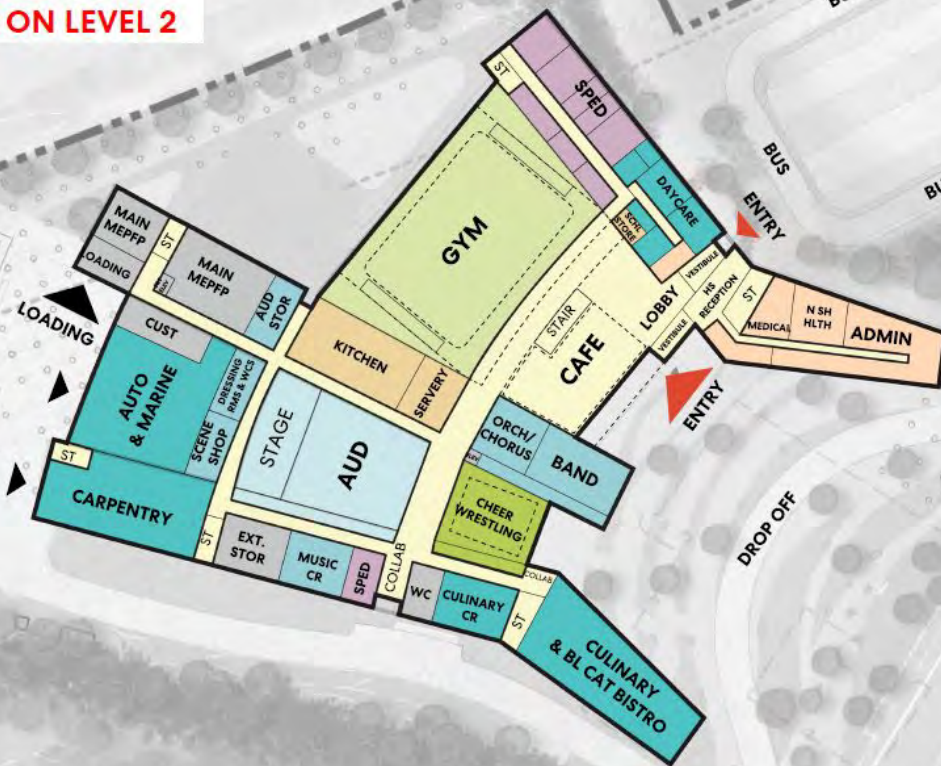 ON LEVEL 2
ST
SPED
BUS
DAYCARE
ENTRY
GYM
SCHL
STORE
MAIN
MEPFP
LOADING
ST
MAIN
MEPFP
ELEV
AUD
STOR
LOADING
CUST
KITCHEN
SERVERY
STAIR
CAFE
LOBBY
VESTIBULE
HS
RECEPTION
VESTIBULE
ST
MEDICAL
N SH
HLTH
ADMIN
ENTRY
AUTO
& MARINE
DRESSING
RMS & WCS
SCENE
SHOP
STAGE
AUD
ORCH/
CHORUS
BAND
ST
CARPENTRY
CHEER
WRESTLING
DROP OFF
ST
EXT.
STOR
MUSIC
CR
SPED
COLLAB
WC
CULINARY
CR
COLLAB
ST
CULINARY
& BL CAT BISTRO